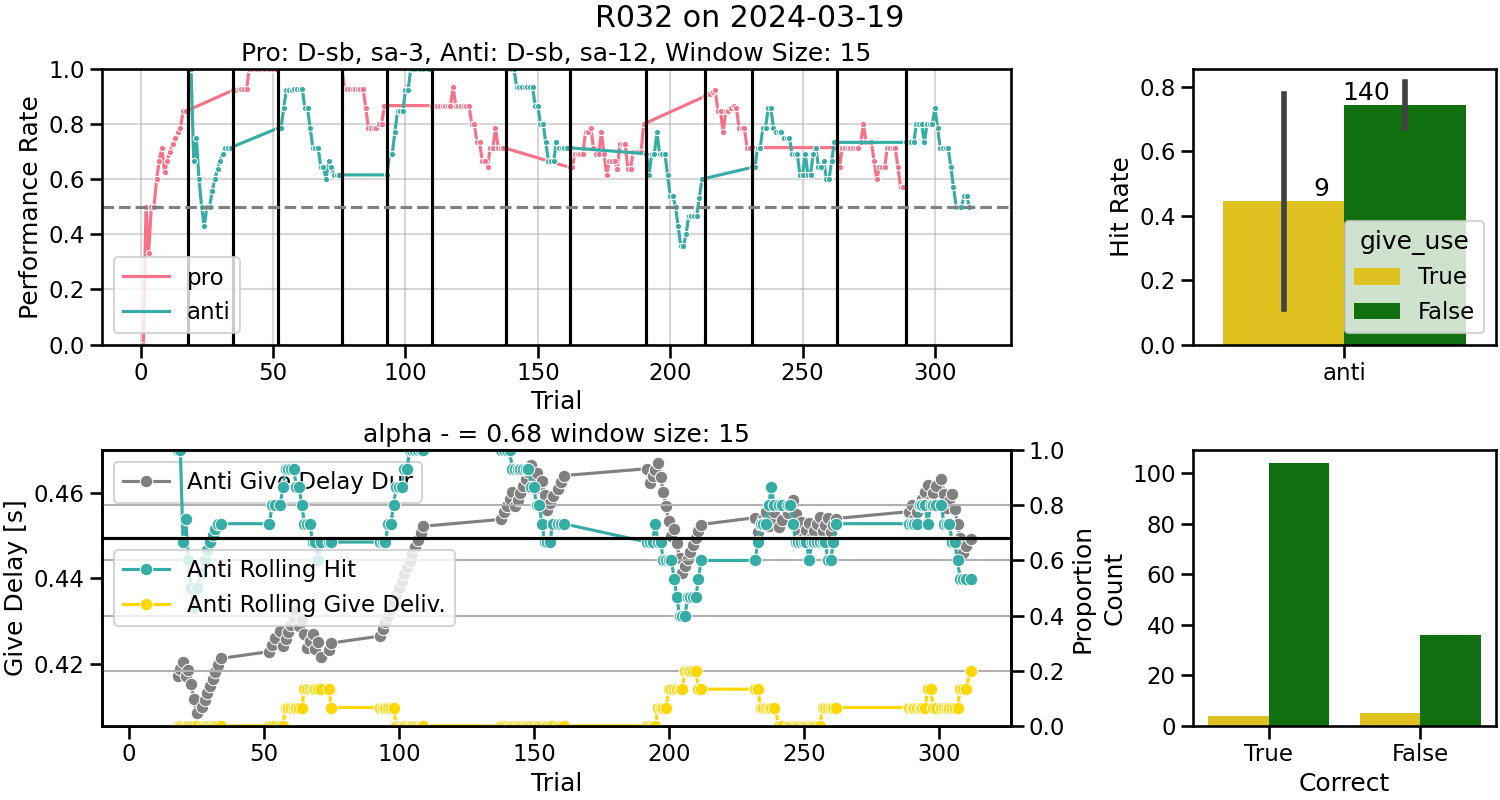 R032 on 2024-03-19
Pro: D-sb, sa-3, Anti: D-sb, sa-12, Window Size: 15
Performance Rate
1.0
0.8
0.6
0.4
0.2
0.0
pro
anti
0 50 100 150 200 250 300
Trial
Hit Rate
0.8
0.6
0.4
0.2
0.0
140
9
give_use
True
False
anti
alpha - = 0.68 window size: 15
Give Delay [s]
0.46
0.44
0.42
Anti Give Delay Dur
Anti Rolling Hit
Anti Rolling Give Deliv.
1.0
0.8
0.6
0.4
0.2
0.0
Proportion
0 50 100 150 200 250 300
Trial
Count
100
80
60
40
20
0
True False
Correct